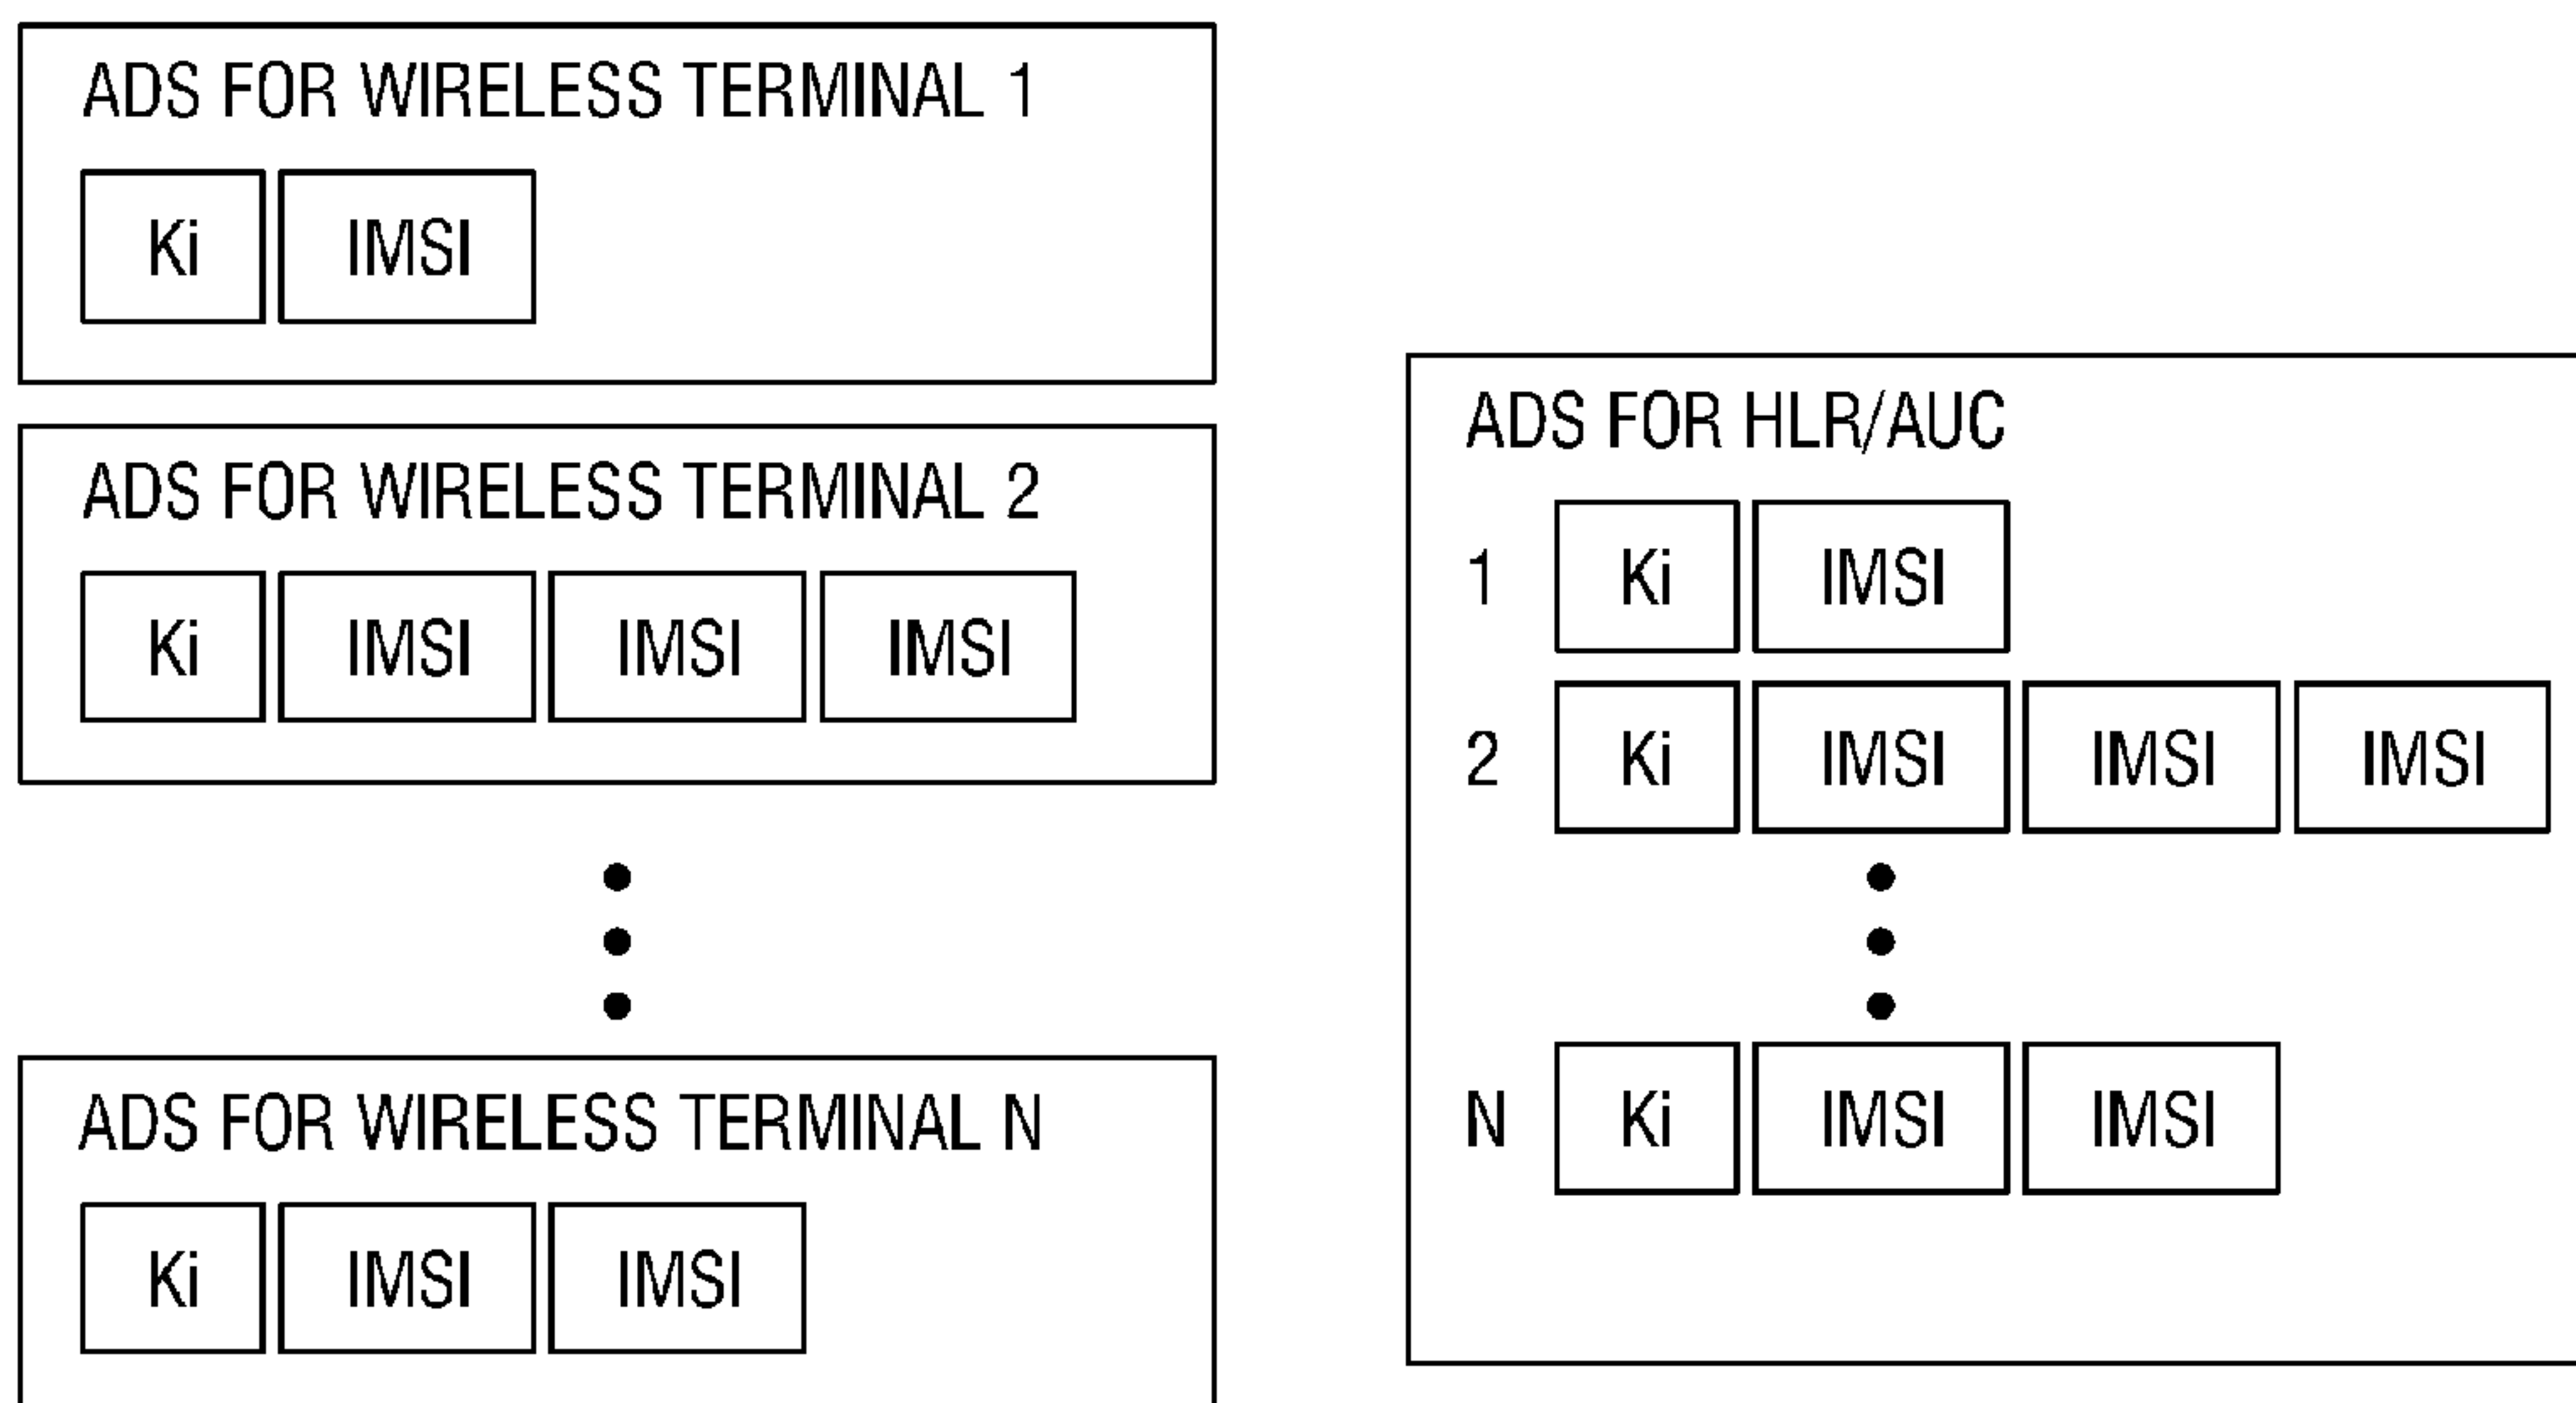 ADS FOR WIRELESS TERMINAL 1
Ki IMSI
ADS FOR WIRELESS TERMINAL 2
Ki IMSI IMSI IMSI
ADS FOR WIRELESS TERMINAL N
Ki IMSI IMSI
ADS FOR HLR/AUC
1 Ki IMSI
2 Ki IMSI IMSI IMSI
N Ki IMSI IMSI